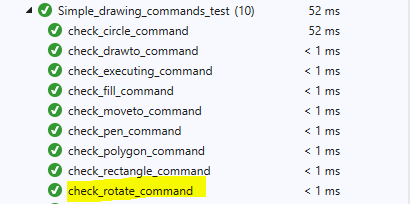 Simple_drawing_commands_test (10) 52 ms
check_circle_command 52 ms
check_drawto_command < 1 ms
check_executing_command < 1 ms
check_fill_command < 1 ms
check_moveto_command < 1 ms
check_pen_command < 1 ms
check_polygon_command < 1 ms
check_rectangle_command < 1 ms
check_rotate_command < 1 ms